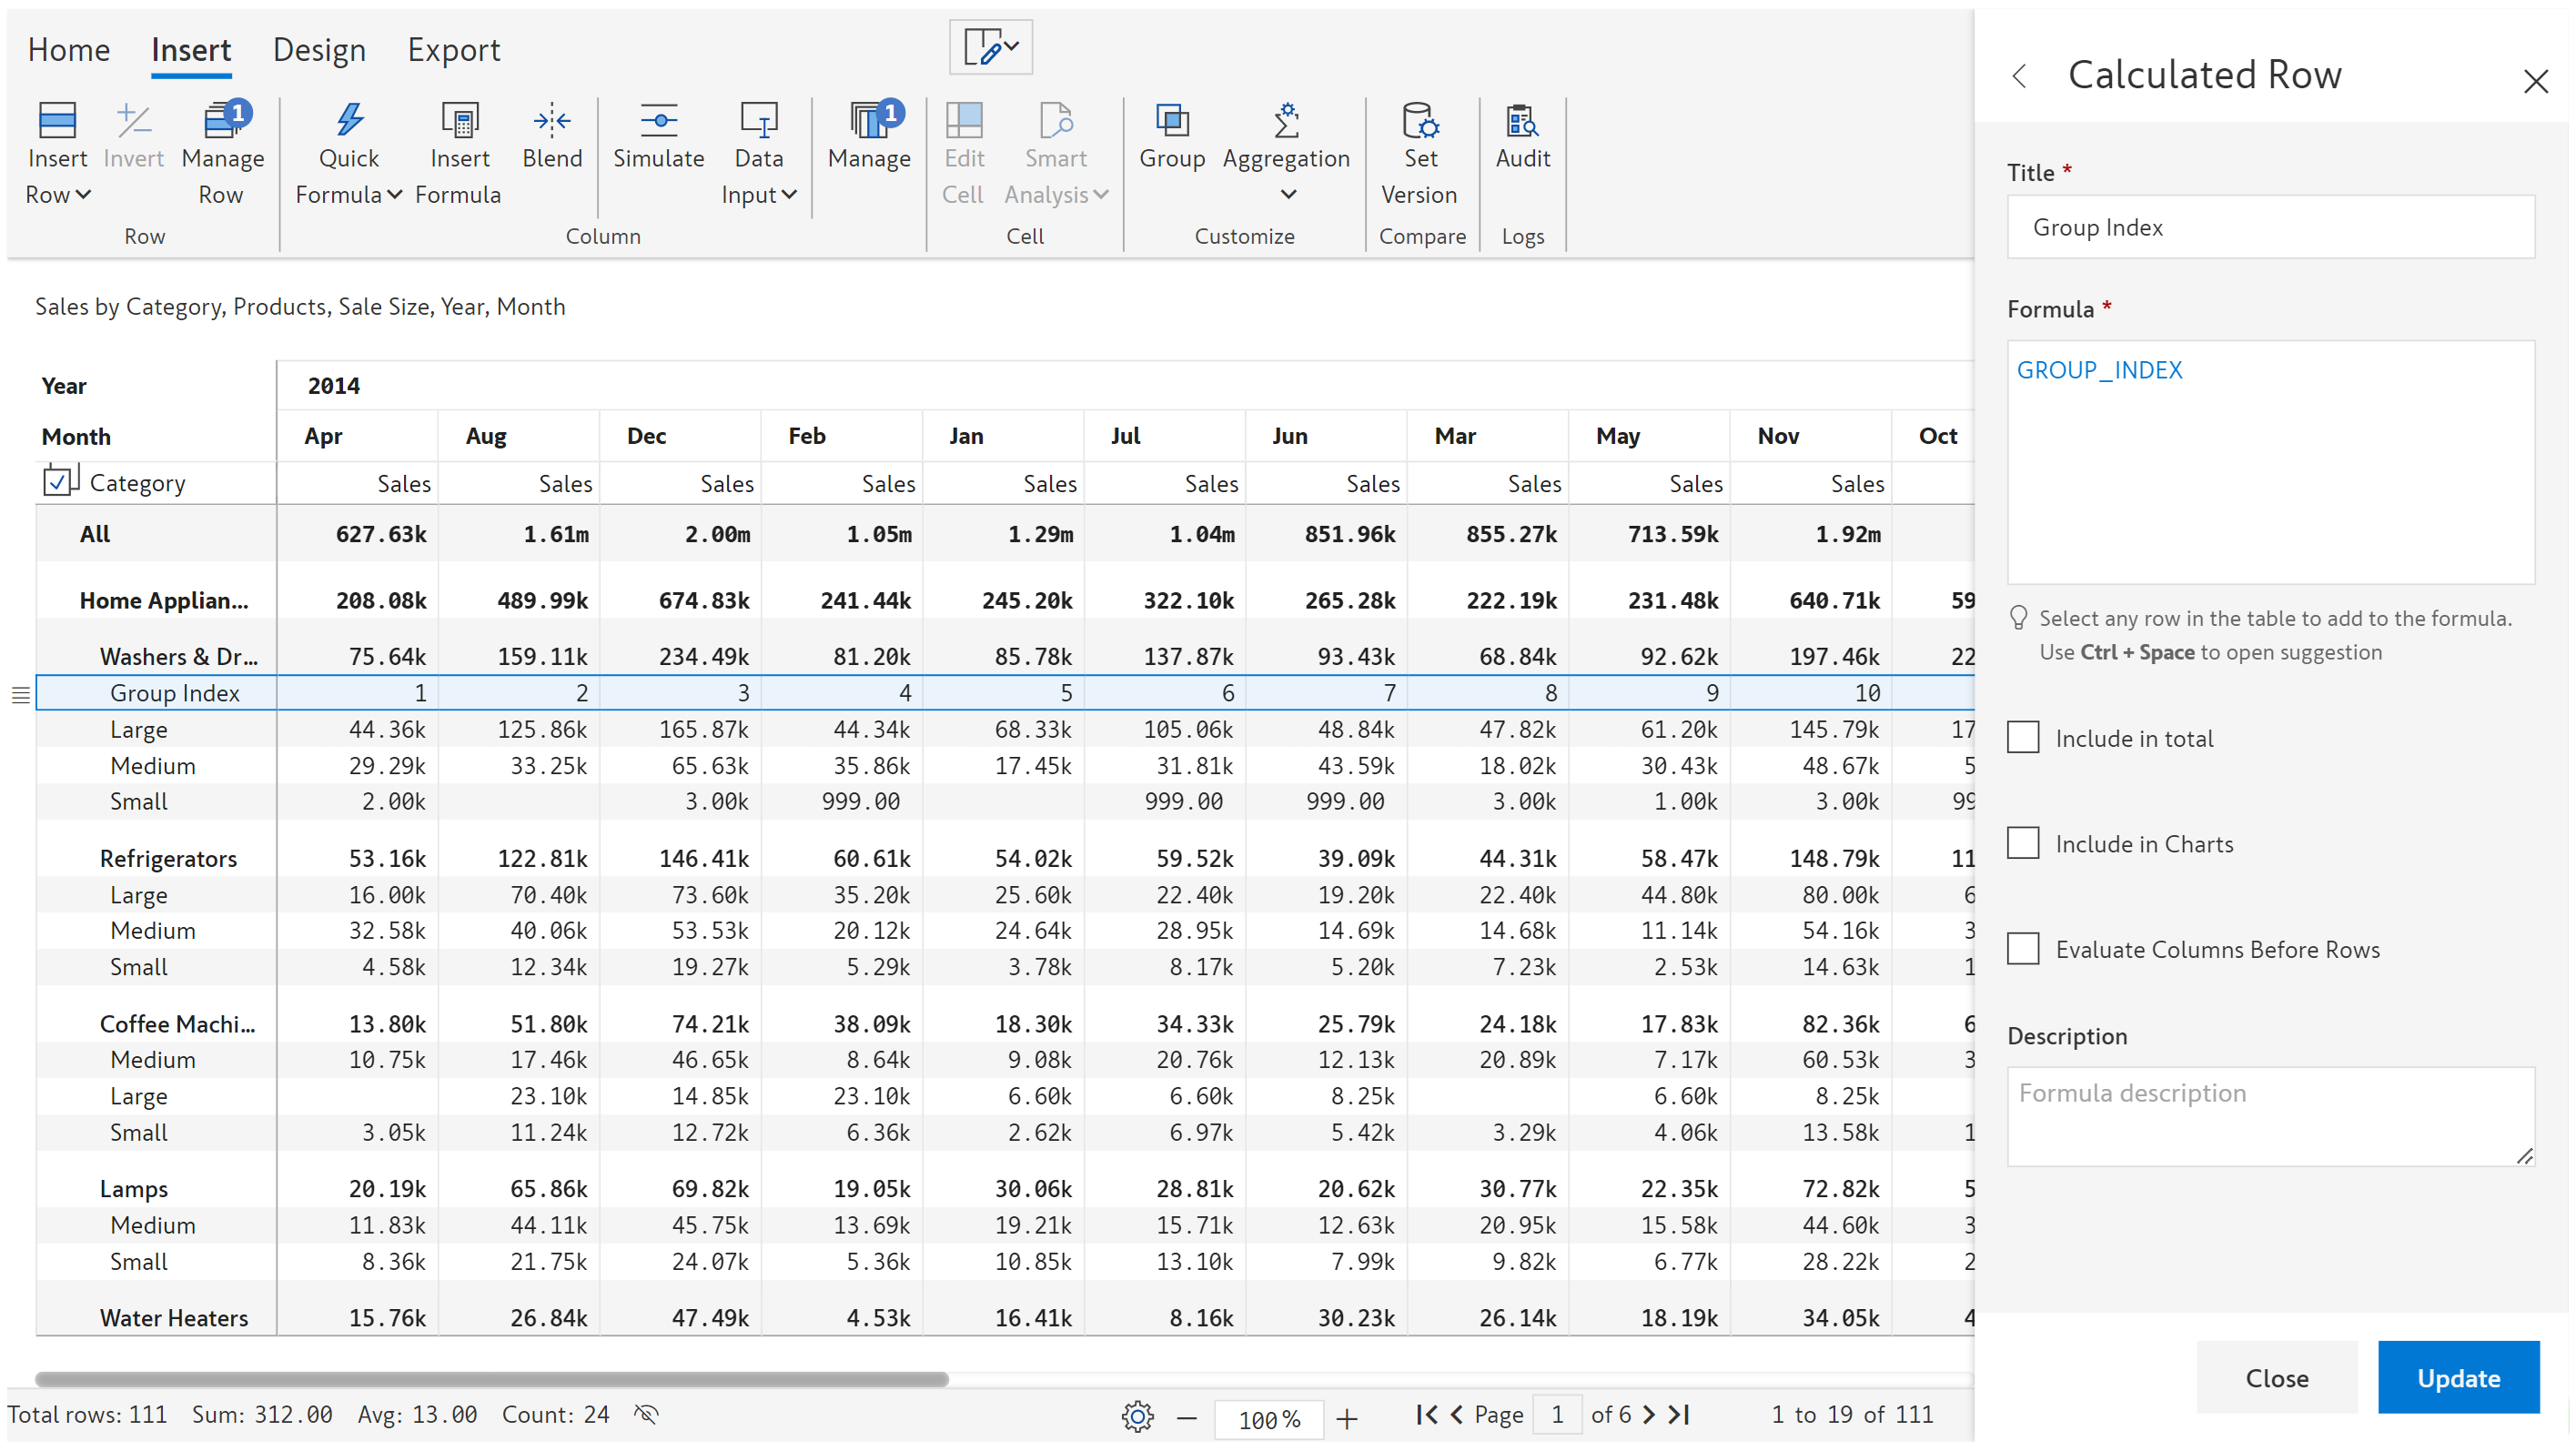 Home Insert Design Export
Calculated Row
1 1
Insert Invert Manage Quick Insert Blend Simulate Data Manage Edit Smart Group Aggregation Set Audit
Row Row Formula Formula Input Cell Analysis Version
Row Column Cell Customize Compare Logs
Title *
Group Index
Formula *
GROUP_INDEX
Select any row in the table to add to the formula.
Use Ctrl + Space to open suggestion
Include in total
Include in Charts
Evaluate Columns Before Rows
Description
Formula description
Close Update
Sales by Category, Products, Sale Size, Year, Month
Year 2014
Month Apr Aug Dec Feb Jan Jul Jun Mar May Nov Oct
Category Sales Sales Sales Sales Sales Sales Sales Sales Sales Sales
All 627.63k 1.61m 2.00m 1.05m 1.29m 1.04m 851.96k 855.27k 713.59k 1.92m
Home Applian... 208.08k 489.99k 674.83k 241.44k 245.20k 322.10k 265.28k 222.19k 231.48k 640.71k 59
Washers & Dr... 75.64k 159.11k 234.49k 81.20k 85.78k 137.87k 93.43k 68.84k 92.62k 197.46k 22
Group Index 1 2 3 4 5 6 7 8 9 10
Large 44.36k 125.86k 165.87k 44.34k 68.33k 105.06k 48.84k 47.82k 61.20k 145.79k 17
Medium 29.29k 33.25k 65.63k 35.86k 17.45k 31.81k 43.59k 18.02k 30.43k 48.67k 5
Small 2.00k 3.00k 999.00 999.00 999.00 3.00k 1.00k 3.00k 99
Refrigerators 53.16k 122.81k 146.41k 60.61k 54.02k 59.52k 39.09k 44.31k 58.47k 148.79k 11
Large 16.00k 70.40k 73.60k 35.20k 25.60k 22.40k 19.20k 22.40k 44.80k 80.00k 6
Medium 32.58k 40.06k 53.53k 20.12k 24.64k 28.95k 14.69k 14.68k 11.14k 54.16k 3
Small 4.58k 12.34k 19.27k 5.29k 3.78k 8.17k 5.20k 7.23k 2.53k 14.63k 1
Coffee Machi... 13.80k 51.80k 74.21k 38.09k 18.30k 34.33k 25.79k 24.18k 17.83k 82.36k 6
Medium 10.75k 17.46k 46.65k 8.64k 9.08k 20.76k 12.13k 20.89k 7.17k 60.53k 3
Large 23.10k 14.85k 23.10k 6.60k 6.60k 8.25k 6.60k 8.25k
Small 3.05k 11.24k 12.72k 6.36k 2.62k 6.97k 5.42k 3.29k 4.06k 13.58k 1
Lamps 20.19k 65.86k 69.82k 19.05k 30.06k 28.81k 20.62k 30.77k 22.35k 72.82k 5
Medium 11.83k 44.11k 45.75k 13.69k 19.21k 15.71k 12.63k 20.95k 15.58k 44.60k 3
Small 8.36k 21.75k 24.07k 5.36k 10.85k 13.10k 7.99k 9.82k 6.77k 28.22k 2
Water Heaters 15.76k 26.84k 47.49k 4.53k 16.41k 8.16k 30.23k 26.14k 18.19k 34.05k 4
Total rows: 111 Sum: 312.00 Avg: 13.00 Count: 24 100% Page 1 of 6 1 to 19 of 111